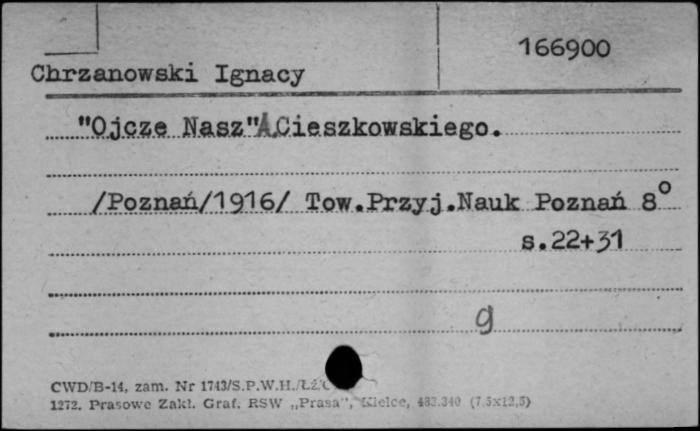 166900
Chrzanowski Ignacy
"Ojcze Nasz"A.Cieszkowskiego.
/Poznań/1916/ Tow.Przyj.Nauk Poznań 8°
s.22+31
g
CWD/B-14, zam. Nr 1743/S.P.W.H./Łź/C
1272. Prasowe Zakł. Graf. RSW „Prasa", Kielce, 483.340 (7,5x12,5)